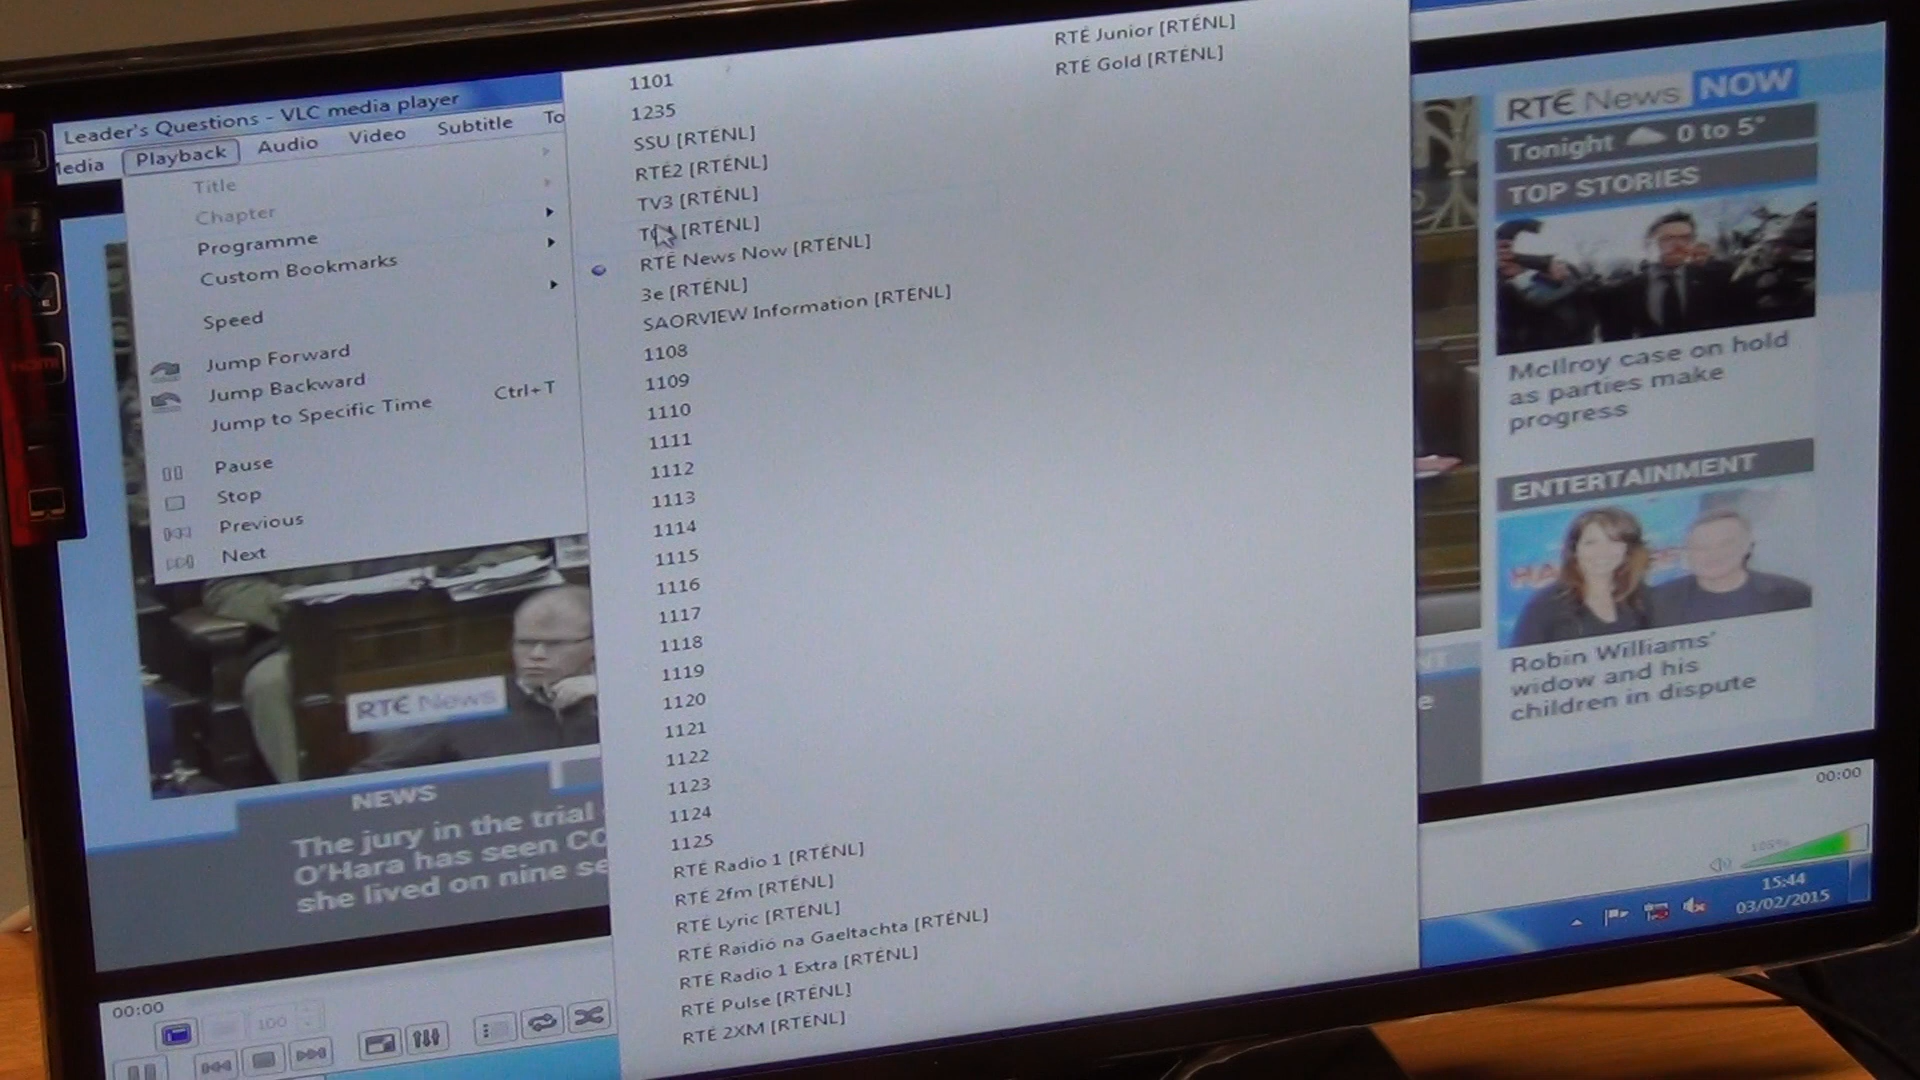 Leader's Questions - VLC media player
Media Playback Audio Video Subtitle To
Title
Chapter
Programme
Custom Bookmarks
Speed
Jump Forward
Jump Backward
Jump to Specific Time Ctrl+T
Pause
Stop
Previous
Next
1101
1235
SSU [RTÉNL]
RTÉ2 [RTÉNL]
TV3 [RTÉNL]
[RTÉNL]
RTÉ News Now [RTÉNL]
3e [RTÉNL]
SAORVIEW Information [RTÉNL]
1108
1109
1110
1111
1112
1113
1114
1115
1116
1117
1118
1119
1120
1121
1122
1123
1124
1125
RTÉ Radio 1 [RTÉNL]
RTÉ 2fm [RTÉNL]
RTÉ Lyric [RTÉNL]
RTÉ Raidió na Gaeltachta [RTÉNL]
RTÉ Radio 1 Extra [RTÉNL]
RTÉ Pulse [RTÉNL]
RTÉ 2XM [RTÉNL]
RTÉ Junior [RTÉNL]
RTÉ Gold [RTÉNL]
RTÉ News NOW
Tonight 0 to 5°
TOP STORIES
McIlroy case on hold
as parties make
progress
ENTERTAINMENT
Robin Williams'
widow and his
children in dispute
RTÉ News
NEWS
The jury in the trial
O'Hara has seen CC
she lived on nine se
00:00
100
00:00
105%
15:44
03/02/2015